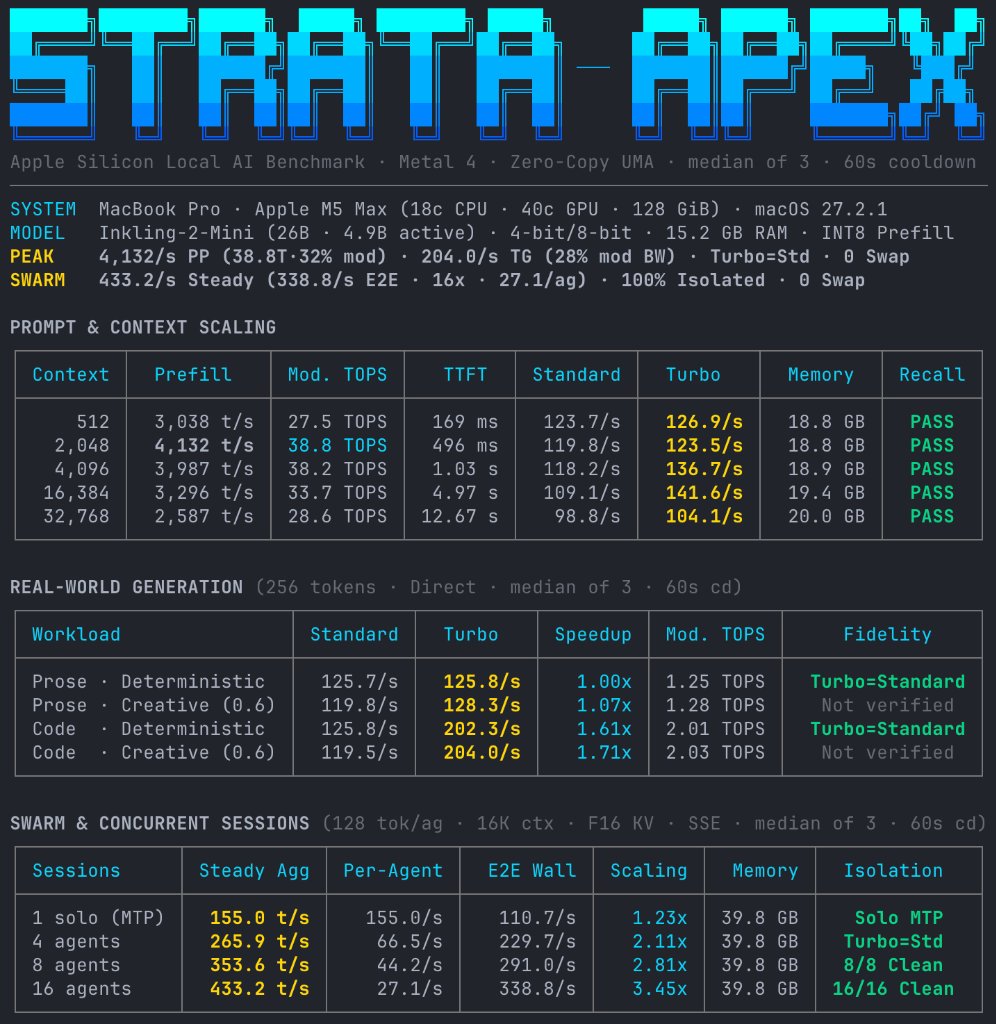 STRATA — APEX
Apple Silicon Local AI Benchmark · Metal 4 · Zero-Copy UMA · median of 3 · 60s cooldown
SYSTEM MacBook Pro · Apple M5 Max (18c CPU · 40c GPU · 128 GiB) · macOS 27.2.1
MODEL Inkling-2-Mini (26B · 4.9B active) · 4-bit/8-bit · 15.2 GB RAM · INT8 Prefill
PEAK 4,132/s PP (38.8T·32% mod) · 204.0/s TG (28% mod BW) · Turbo=Std · 0 Swap
SWARM 433.2/s Steady (338.8/s E2E · 16x · 27.1/ag) · 100% Isolated · 0 Swap
PROMPT & CONTEXT SCALING
Context Prefill Mod. TOPS TTFT Standard Turbo Memory Recall
512 3,038 t/s 27.5 TOPS 169 ms 123.7/s 126.9/s 18.8 GB PASS
2,048 4,132 t/s 38.8 TOPS 496 ms 119.8/s 123.5/s 18.8 GB PASS
4,096 3,987 t/s 38.2 TOPS 1.03 s 118.2/s 136.7/s 18.9 GB PASS
16,384 3,296 t/s 33.7 TOPS 4.97 s 109.1/s 141.6/s 19.4 GB PASS
32,768 2,587 t/s 28.6 TOPS 12.67 s 98.8/s 104.1/s 20.0 GB PASS
REAL-WORLD GENERATION (256 tokens · Direct · median of 3 · 60s cd)
Workload Standard Turbo Speedup Mod. TOPS Fidelity
Prose · Deterministic 125.7/s 125.8/s 1.00x 1.25 TOPS Turbo=Standard
Prose · Creative (0.6) 119.8/s 128.3/s 1.07x 1.28 TOPS Not verified
Code · Deterministic 125.8/s 202.3/s 1.61x 2.01 TOPS Turbo=Standard
Code · Creative (0.6) 119.5/s 204.0/s 1.71x 2.03 TOPS Not verified
SWARM & CONCURRENT SESSIONS (128 tok/ag · 16K ctx · F16 KV · SSE · median of 3 · 60s cd)
Sessions Steady Agg Per-Agent E2E Wall Scaling Memory Isolation
1 solo (MTP) 155.0 t/s 155.0/s 110.7/s 1.23x 39.8 GB Solo MTP
4 agents 265.9 t/s 66.5/s 229.7/s 2.11x 39.8 GB Turbo=Std
8 agents 353.6 t/s 44.2/s 291.0/s 2.81x 39.8 GB 8/8 Clean
16 agents 433.2 t/s 27.1/s 338.8/s 3.45x 39.8 GB 16/16 Clean